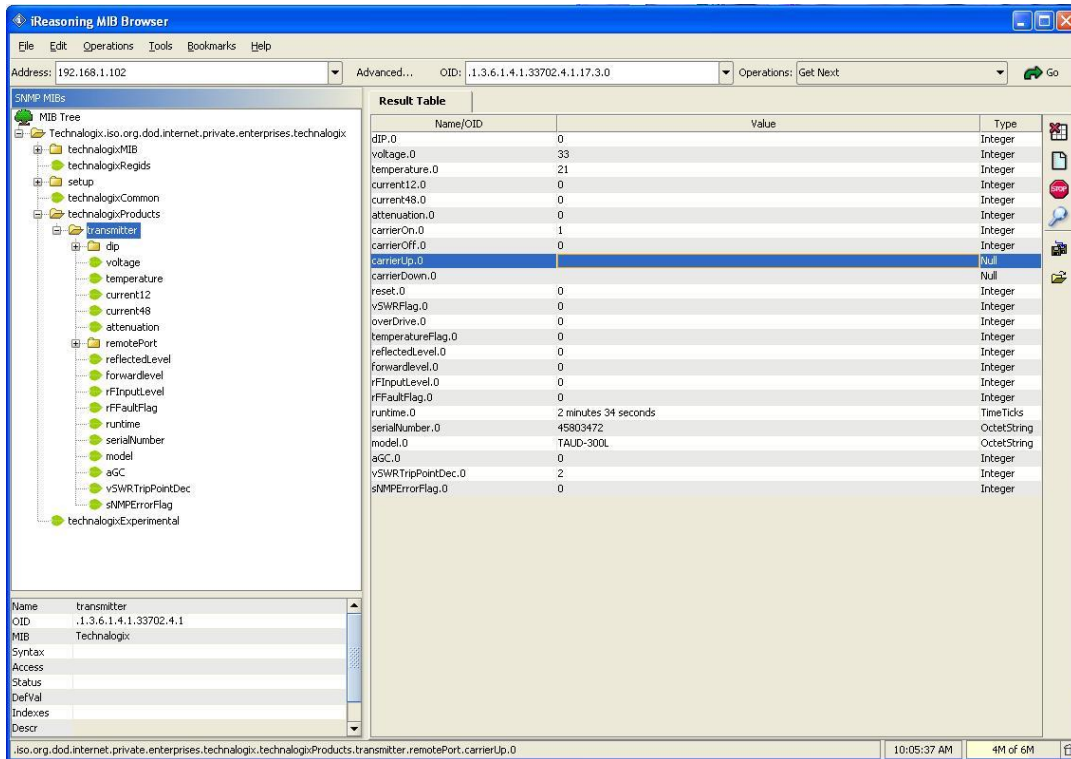 iReasoning MIB Browser
File Edit Operations Tools Bookmarks Help
Address: 192.168.1.102 Advanced... OID: .1.3.6.1.4.1.33702.4.1.17.3.0 Operations: Get Next Go
SNMP MIBs
MIB Tree
Technalogix.iso.org.dod.internet.private.enterprises.technalogix
technalogixMIB
technalogixRegids
setup
technalogixCommon
technalogixProducts
transmitter
dip
voltage
temperature
current12
current48
attenuation
remotePort
reflectedLevel
forwardlevel
rFInputLevel
rFFaultFlag
runtime
serialNumber
model
aGC
vSWRTripPointDec
sNMPErrorFlag
technalogixExperimental
Name transmitter
OID .1.3.6.1.4.1.33702.4.1
MIB Technalogix
Syntax
Access
Status
DefVal
Indexes
Descr
Result Table
Name/OID Value Type
dIP.0 0 Integer
voltage.0 33 Integer
temperature.0 21 Integer
current12.0 0 Integer
current48.0 0 Integer
attenuation.0 0 Integer
carrierOn.0 1 Integer
carrierOff.0 0 Integer
carrierUp.0 Null
carrierDown.0 Null
reset.0 0 Integer
vSWRFlag.0 0 Integer
overDrive.0 0 Integer
temperatureFlag.0 0 Integer
reflectedLevel.0 0 Integer
forwardlevel.0 0 Integer
rFInputLevel.0 0 Integer
rFFaultFlag.0 0 Integer
runtime.0 2 minutes 34 seconds TimeTicks
serialNumber.0 45803472 OctetString
model.0 TAUD-300L OctetString
aGC.0 0 Integer
vSWRTripPointDec.0 2 Integer
sNMPErrorFlag.0 0 Integer
STOP
.iso.org.dod.internet.private.enterprises.technalogix.technalogixProducts.transmitter.remotePort.carrierUp.0 10:05:37 AM 4M of 6M